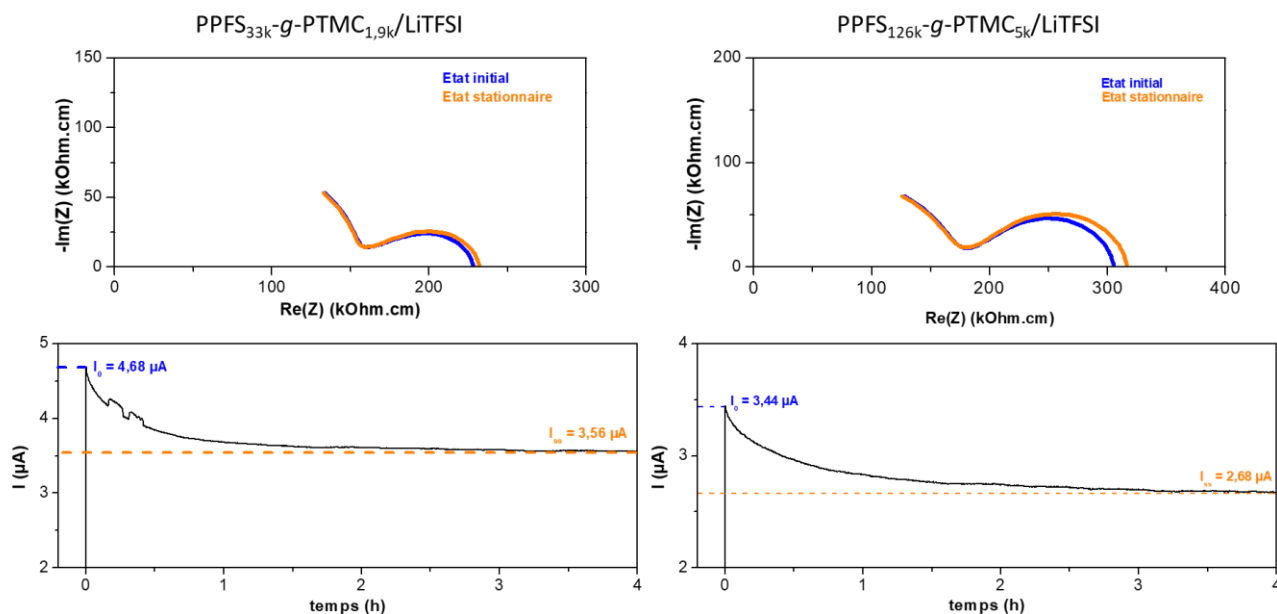 PPFS33k-g-PTMC1,9k/LiTFSI
150
100
50
0
-Im(Z) (kOhm.cm)
Etat initial
Etat stationnaire
0
100
200
300
Re(Z) (kOhm.cm)
PPFS126k-g-PTMC5k/LiTFSI
200
150
100
50
0
-Im(Z) (kOhm.cm)
Etat initial
Etat stationnaire
0
100
200
300
400
Re(Z) (kOhm.cm)
5
4
3
2
I (µA)
I0 = 4,68 µA
Iss = 3,56 µA
0
1
2
3
4
temps (h)
4
3
2
I (µA)
I0 = 3,44 µA
Iss = 2,68 µA
0
1
2
3
4
temps (h)